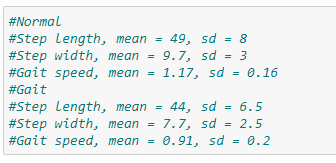 #Normal
#Step length, mean = 49, sd = 8
#Step width, mean = 9.7, sd = 3
#Gait speed, mean = 1.17, sd = 0.16
#Gait
#Step length, mean = 44, sd = 6.5
#Step width, mean = 7.7, sd = 2.5
#Gait speed, mean = 0.91, sd = 0.2